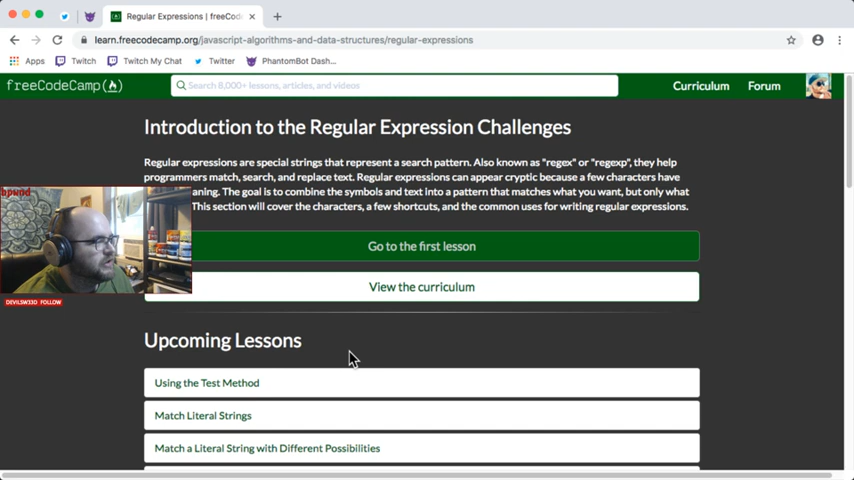 Regular Expressions | freeCo
learn.freecodecamp.org/javascript-algorithms-and-data-structures/regular-expressions
Apps Twitch Twitch My Chat Twitter PhantomBot Dash...
freeCodeCamp Search 8,000+ lessons, articles, and videos Curriculum Forum
Introduction to the Regular Expression Challenges
Regular expressions are special strings that represent a search pattern. Also known as "regex" or "regexp", they help
programmers match, search, and replace text. Regular expressions can appear cryptic because a few characters have
aning. The goal is to combine the symbols and text into a pattern that matches what you want, but only what
This section will cover the characters, a few shortcuts, and the common uses for writing regular expressions.
Go to the first lesson
View the curriculum
DEVILSW33D FOLLOW
Upcoming Lessons
Using the Test Method
Match Literal Strings
Match a Literal String with Different Possibilities